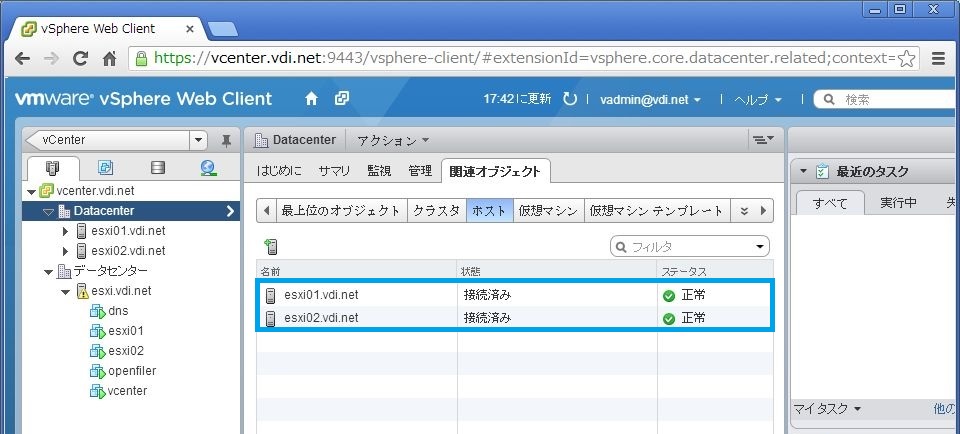 vSphere Web Client
https://vcenter.vdi.net:9443/vsphere-client/#extensionId=vsphere.core.datacenter.related;context=
vmware® vSphere Web Client 17:42に更新 vadmin@vdi.net ヘルプ 検索
vCenter
Datacenter アクション
はじめに サマリ 監視 管理 関連オブジェクト
最上位のオブジェクト クラスタ ホスト 仮想マシン 仮想マシン テンプレート
フィルタ
名前 状態 ステータス
esxi01.vdi.net 接続済み 正常
esxi02.vdi.net 接続済み 正常
vcenter.vdi.net
Datacenter
esxi01.vdi.net
esxi02.vdi.net
データセンター
esxi.vdi.net
dns
esxi01
esxi02
openfiler
vcenter
最近のタスク
すべて 実行中
マイ タスク 他の